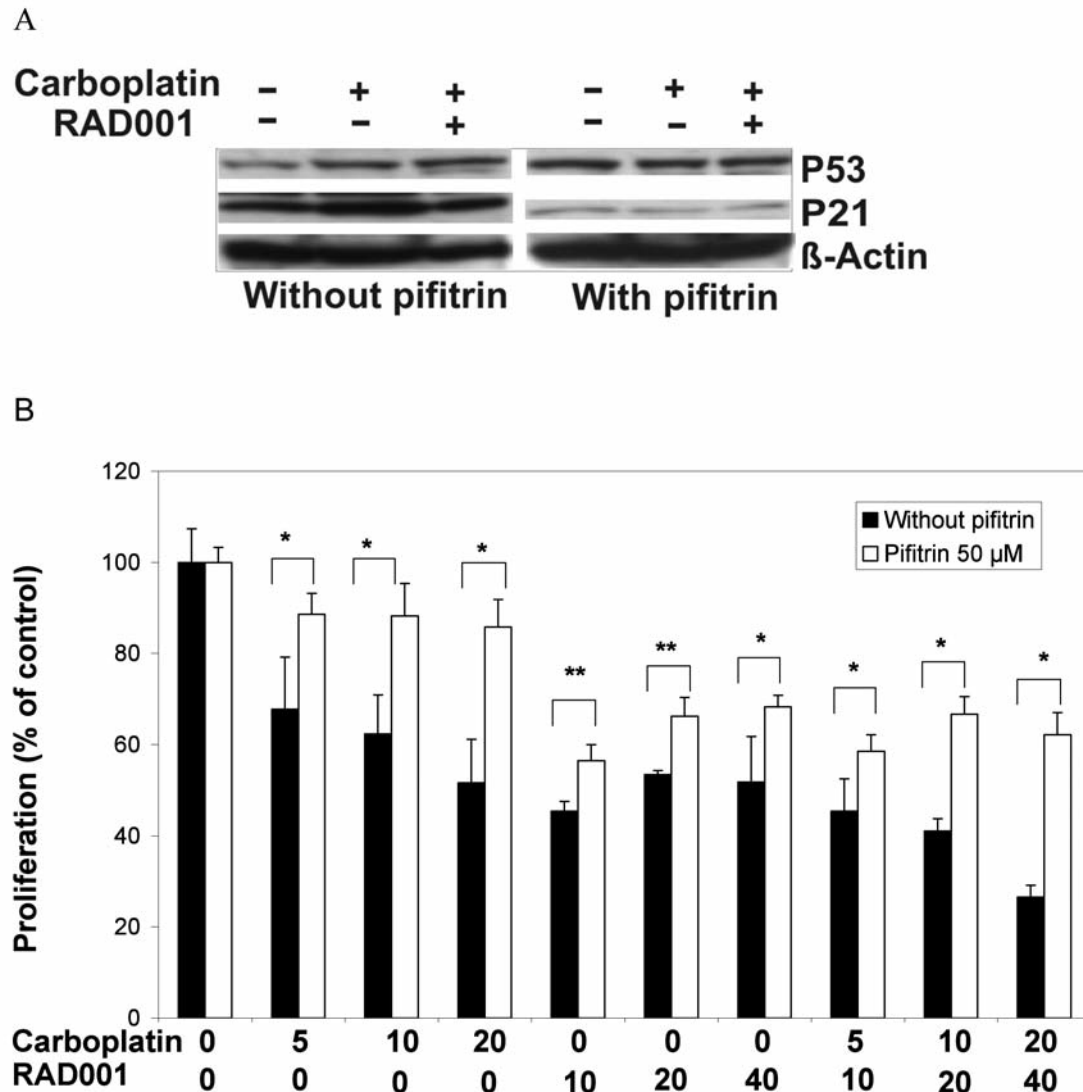 A
Carboplatin - + + - + +
RAD001 - - + - - +
P53
P21
ß-Actin
Without pifitrin With pifitrin
B
120
100
80
60
40
20
0
Proliferation (% of control)
Without pifitrin
Pifitrin 50 µM
* * * ** ** * * * *
Carboplatin 0 5 10 20 0 0 0 5 10 20
RAD001 0 0 0 0 10 20 40 10 20 40